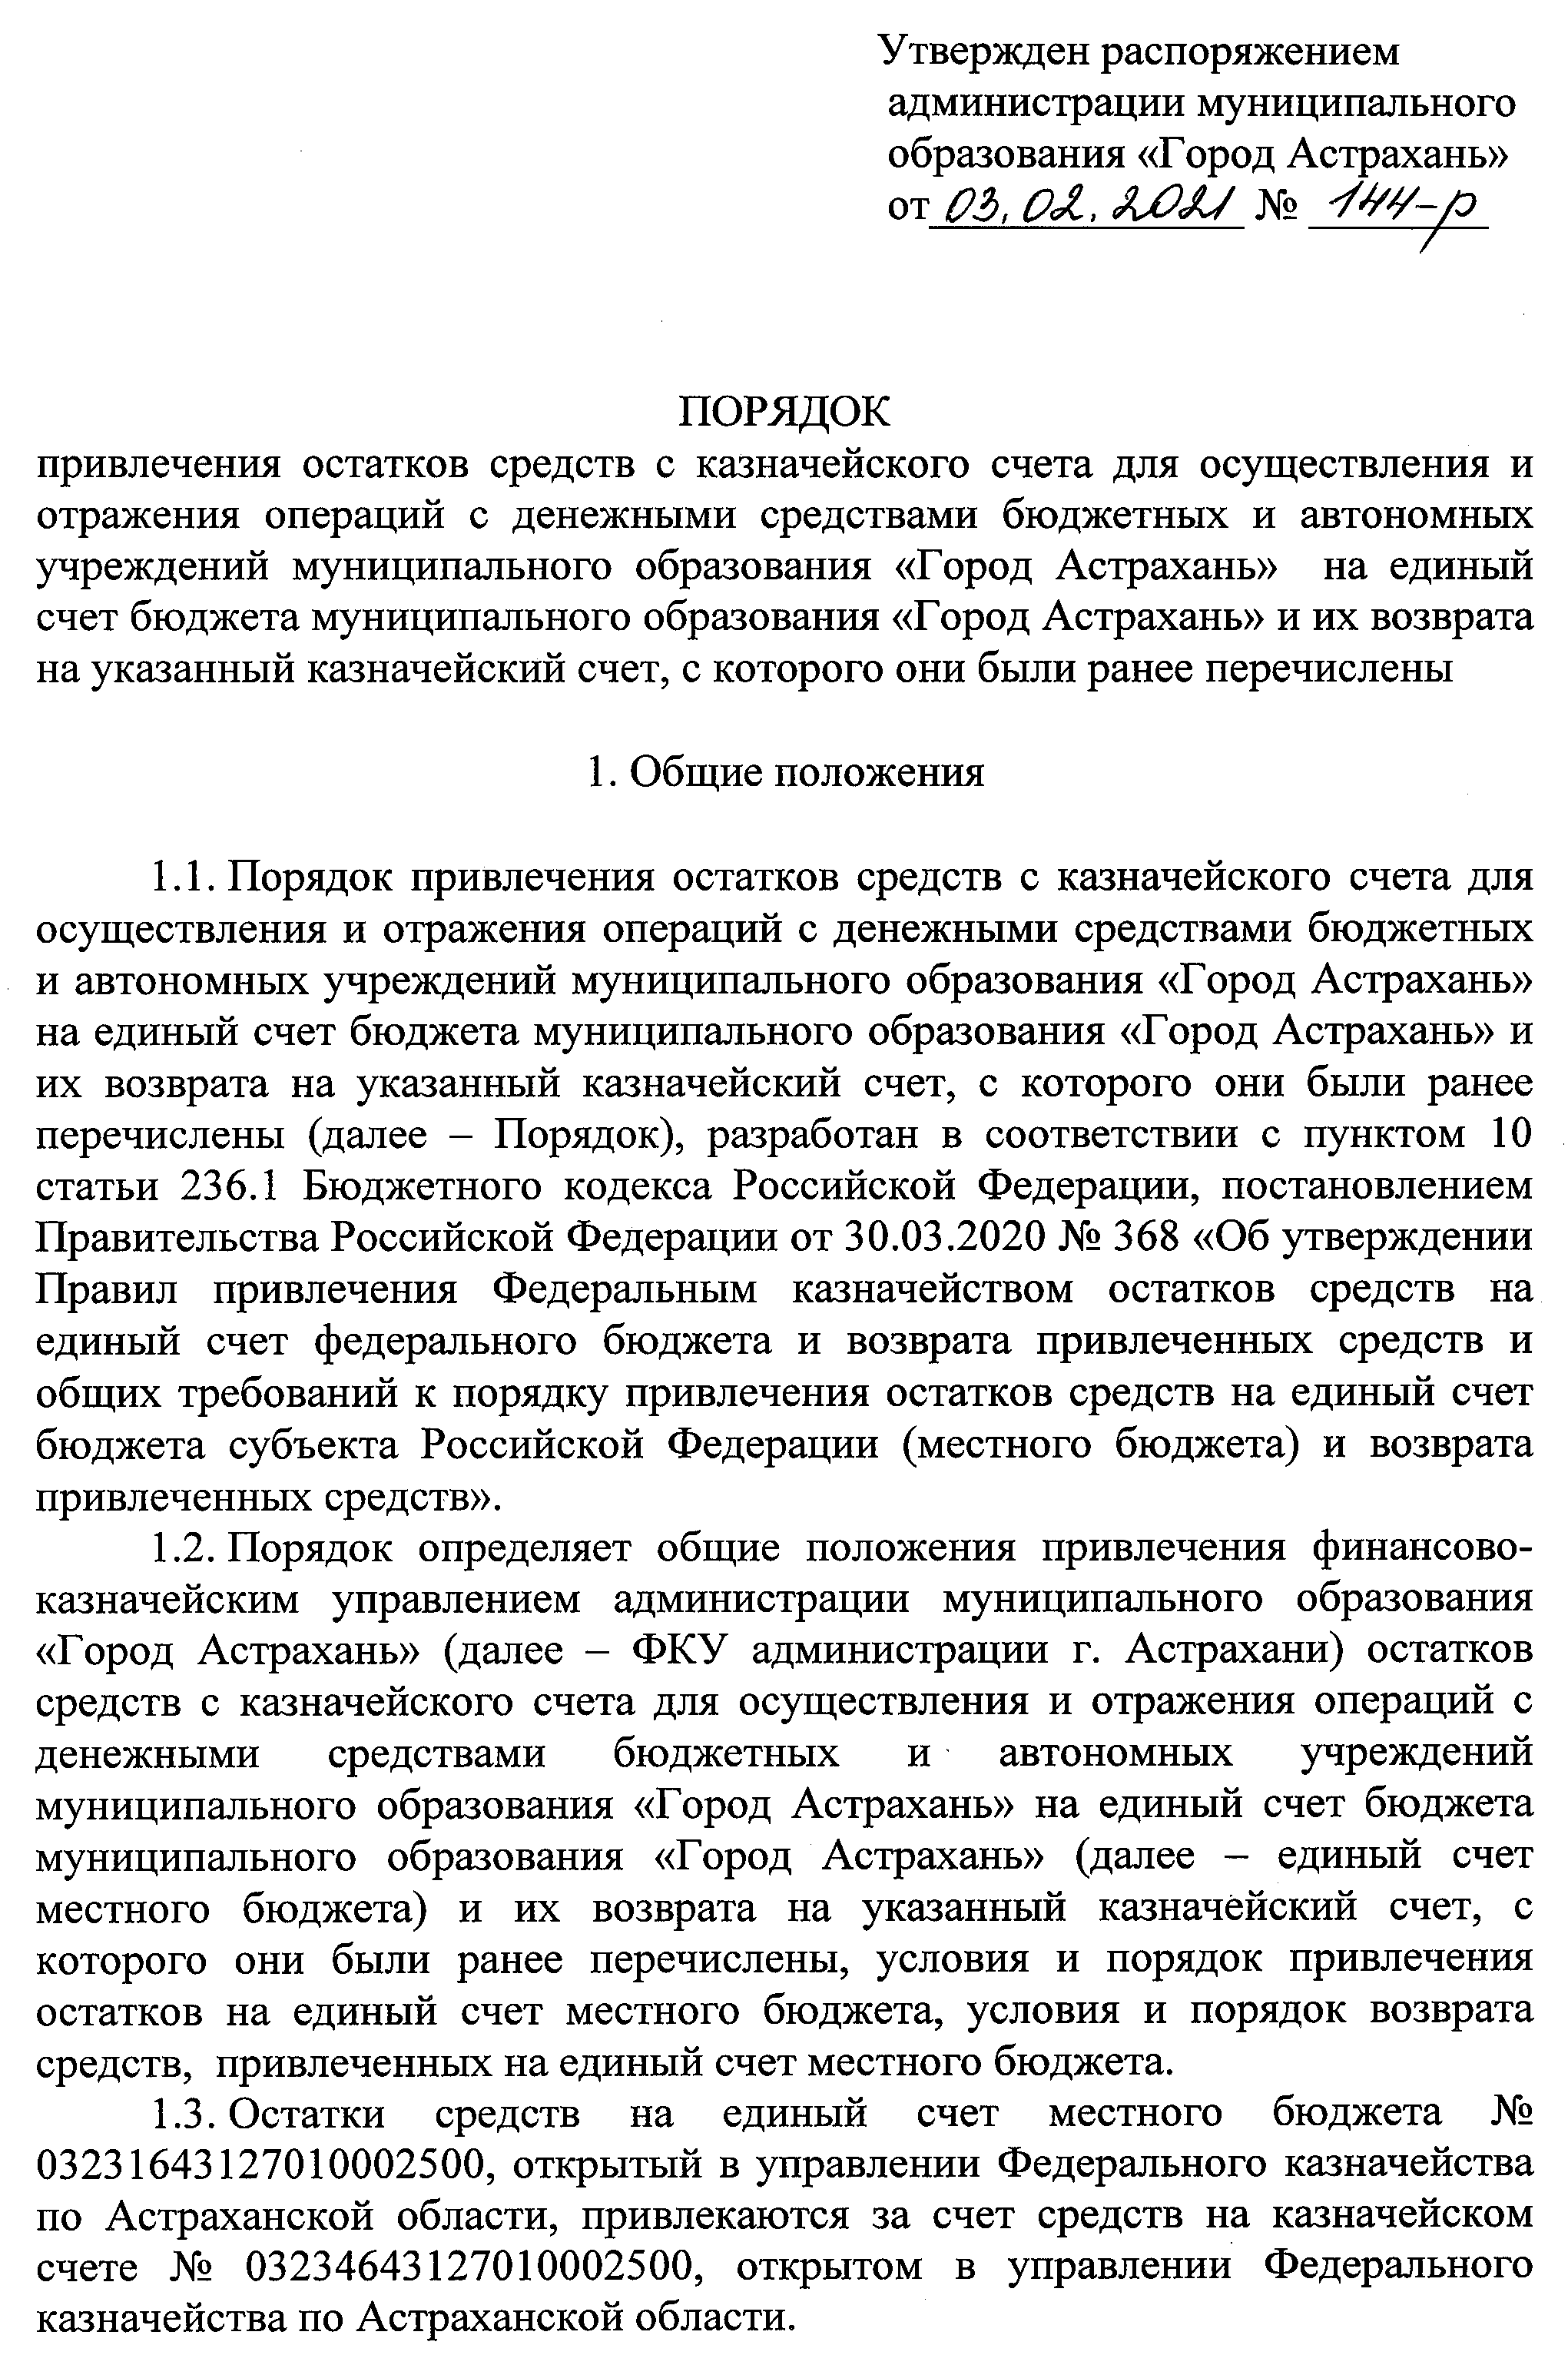 Утвержден распоряжением
администрации муниципального
образования «Город Астрахань»
от 03.02.2021 № 144-р
ПОРЯДОК
привлечения остатков средств с казначейского счета для осуществления и
отражения операций с денежными средствами бюджетных и автономных
учреждений муниципального образования «Город Астрахань» на единый
счет бюджета муниципального образования «Город Астрахань» и их возврата
на указанный казначейский счет, с которого они были ранее перечислены
1. Общие положения
1.1. Порядок привлечения остатков средств с казначейского счета для
осуществления и отражения операций с денежными средствами бюджетных
и автономных учреждений муниципального образования «Город Астрахань»
на единый счет бюджета муниципального образования «Город Астрахань» и
их возврата на указанный казначейский счет, с которого они были ранее
перечислены (далее – Порядок), разработан в соответствии с пунктом 10
статьи 236.1 Бюджетного кодекса Российской Федерации, постановлением
Правительства Российской Федерации от 30.03.2020 № 368 «Об утверждении
Правил привлечения Федеральным казначейством остатков средств на
единый счет федерального бюджета и возврата привлеченных средств и
общих требований к порядку привлечения остатков средств на единый счет
бюджета субъекта Российской Федерации (местного бюджета) и возврата
привлеченных средств».
1.2. Порядок определяет общие положения привлечения финансово-
казначейским управлением администрации муниципального образования
«Город Астрахань» (далее – ФКУ администрации г. Астрахани) остатков
средств с казначейского счета для осуществления и отражения операций с
денежными средствами бюджетных и автономных учреждений
муниципального образования «Город Астрахань» на единый счет бюджета
муниципального образования «Город Астрахань» (далее – единый счет
местного бюджета) и их возврата на указанный казначейский счет, с
которого они были ранее перечислены, условия и порядок привлечения
остатков на единый счет местного бюджета, условия и порядок возврата
средств, привлеченных на единый счет местного бюджета.
1.3. Остатки средств на единый счет местного бюджета №
03231643127010002500, открытый в управлении Федерального казначейства
по Астраханской области, привлекаются за счет средств на казначейском
счете № 03234643127010002500, открытом в управлении Федерального
казначейства по Астраханской области.